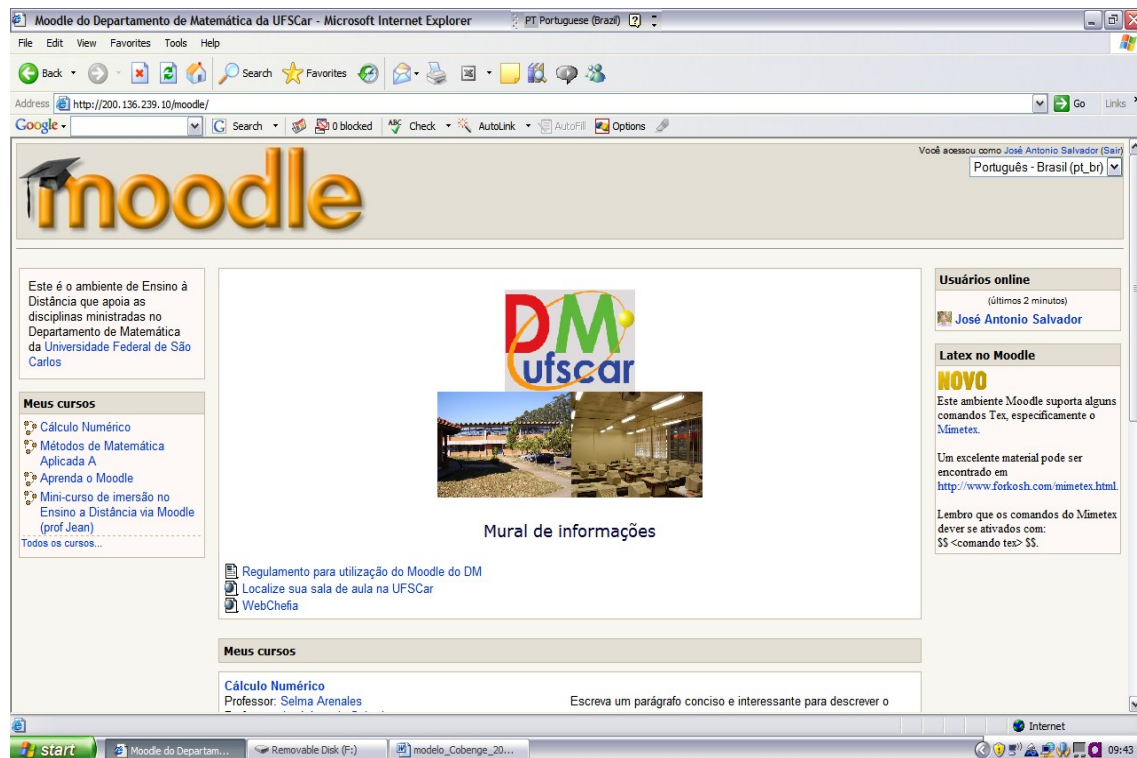 Moodle do Departamento de Matemática da UFSCar - Microsoft Internet Explorer
PT Portuguese (Brazil)
File Edit View Favorites Tools Help
Back Search Favorites
Address http://200.136.239.10/moodle/ Go Links
Google Search 0 blocked Check AutoLink AutoFill Options
Você acessou como José Antonio Salvador (Sair)
Português - Brasil (pt_br)
moodle
Este é o ambiente de Ensino à
Distância que apoia as
disciplinas ministradas no
Departamento de Matemática
da Universidade Federal de São
Carlos
Meus cursos
Cálculo Numérico
Métodos de Matemática
Aplicada A
Aprenda o Moodle
Mini-curso de imersão no
Ensino a Distância via Moodle
(prof Jean)
Todos os cursos...
DM
ufscar
Mural de informações
Regulamento para utilização do Moodle do DM
Localize sua sala de aula na UFSCar
WebChefia
Meus cursos
Cálculo Numérico
Professor: Selma Arenales
Escreva um parágrafo conciso e interessante para descrever o
Usuários online
(últimos 2 minutos)
José Antonio Salvador
Latex no Moodle
NOVO
Este ambiente Moodle suporta alguns
comandos Tex, especificamente o
Mimetex.
Um excelente material pode ser
encontrado em
http://www.forkosh.com/mimetex.html.
Lembro que os comandos do Mimetex
dever se ativados com:
$$ <comando tex> $$.
Internet
start Moodle do Departam... Removable Disk (F:) modelo_Cobenge_20... 09:43